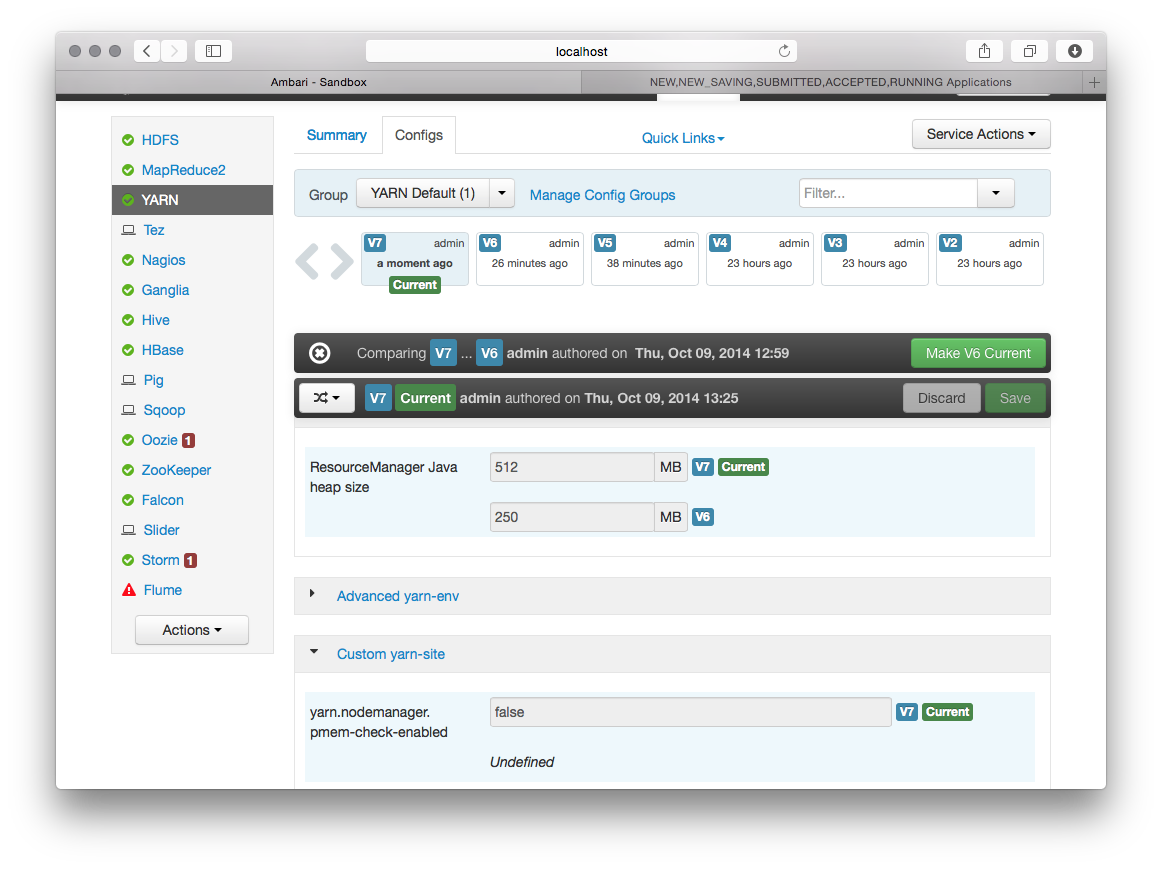 localhost
Ambari - Sandbox
NEW,NEW_SAVING,SUBMITTED,ACCEPTED,RUNNING Applications
HDFS
MapReduce2
YARN
Tez
Nagios
Ganglia
Hive
HBase
Pig
Sqoop
Oozie 1
ZooKeeper
Falcon
Slider
Storm 1
Flume
Actions
Summary
Configs
Quick Links
Service Actions
Group
YARN Default (1)
Manage Config Groups
Filter...
V7 admin
a moment ago
Current
V6 admin
26 minutes ago
V5 admin
38 minutes ago
V4 admin
23 hours ago
V3 admin
23 hours ago
V2 admin
23 hours ago
Comparing V7 ... V6 admin authored on Thu, Oct 09, 2014 12:59
Make V6 Current
V7 Current admin authored on Thu, Oct 09, 2014 13:25
Discard
Save
ResourceManager Java
heap size
512 MB V7 Current
250 MB V6
Advanced yarn-env
Custom yarn-site
yarn.nodemanager.
pmem-check-enabled
false V7 Current
Undefined